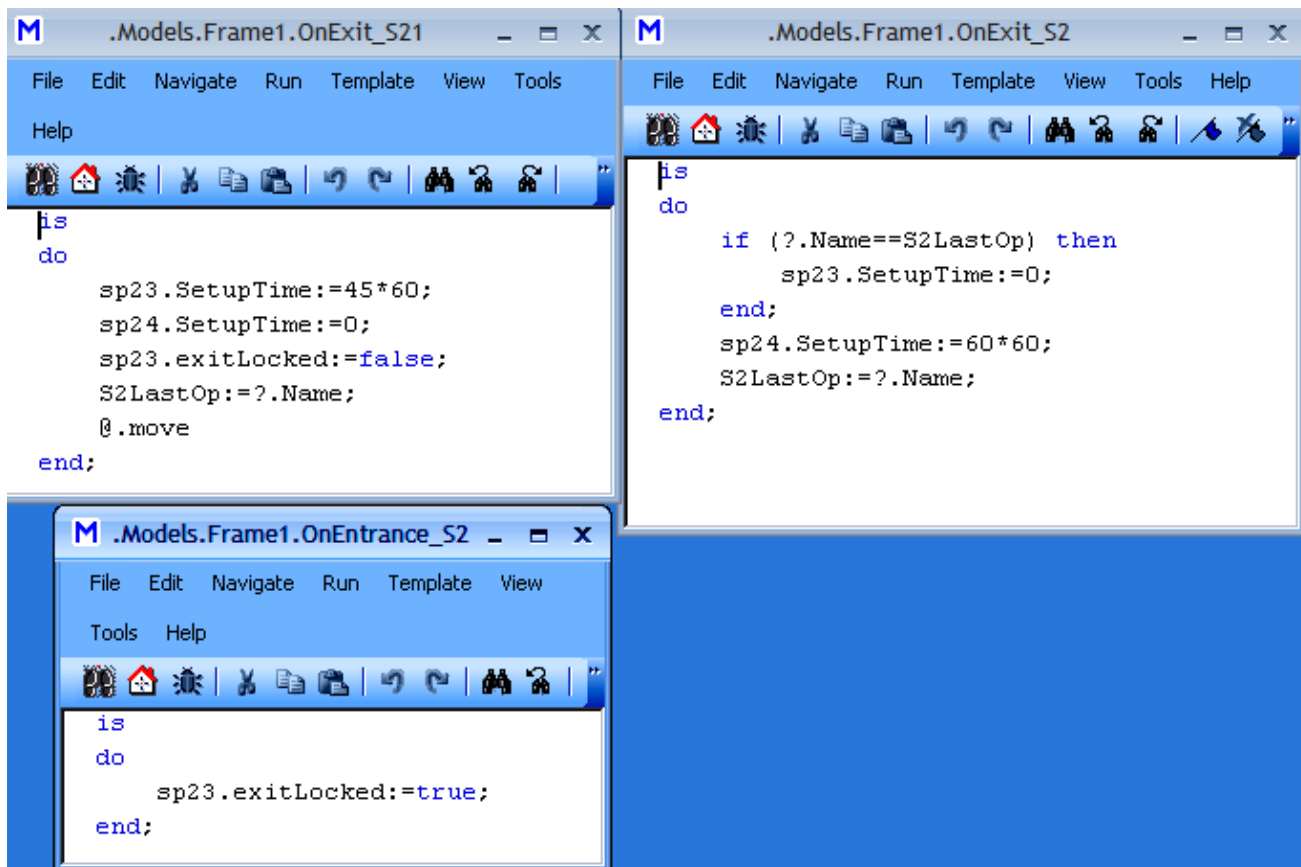 M .Models.Frame1.OnExit_S21
File Edit Navigate Run Template View Tools
Help
is
do
sp23.SetupTime:=45*60;
sp24.SetupTime:=0;
sp23.exitLocked:=false;
S2LastOp:=?.Name;
@.move
end;
M .Models.Frame1.OnExit_S2
File Edit Navigate Run Template View Tools Help
is
do
if (?.Name==S2LastOp) then
sp23.SetupTime:=0;
end;
sp24.SetupTime:=60*60;
S2LastOp:=?.Name;
end;
M .Models.Frame1.OnEntrance_S2
File Edit Navigate Run Template View
Tools Help
is
do
sp23.exitLocked:=true;
end;